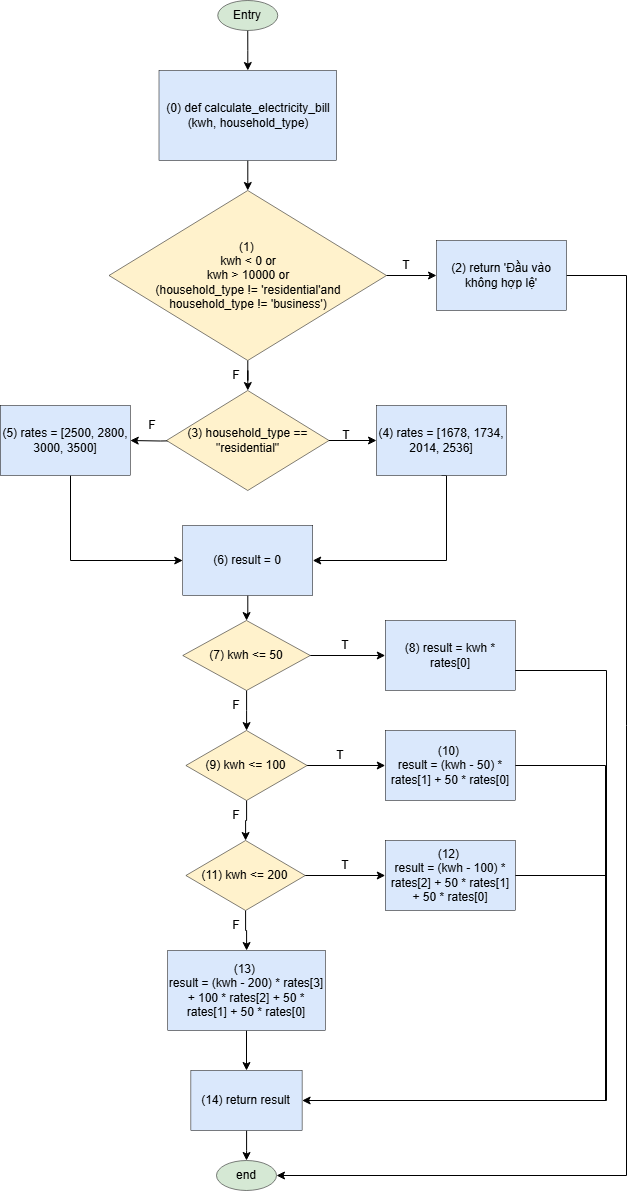 Entry
(0) def calculate_electricity_bill
(kwh, household_type)
(1)
kwh < 0 or
kwh > 10000 or
(household_type != 'residential'and
household_type != 'business')
T
(2) return 'Đầu vào
không hợp lệ'
F
(5) rates = [2500, 2800,
3000, 3500]
F
(3) household_type ==
"residential"
T
(4) rates = [1678, 1734,
2014, 2536]
(6) result = 0
(7) kwh <= 50
T
(8) result = kwh *
rates[0]
F
(9) kwh <= 100
T
(10)
result = (kwh - 50) *
rates[1] + 50 * rates[0]
F
(11) kwh <= 200
T
(12)
result = (kwh - 100) *
rates[2] + 50 * rates[1]
+ 50 * rates[0]
F
(13)
result = (kwh - 200) * rates[3]
+ 100 * rates[2] + 50 *
rates[1] + 50 * rates[0]
(14) return result
end